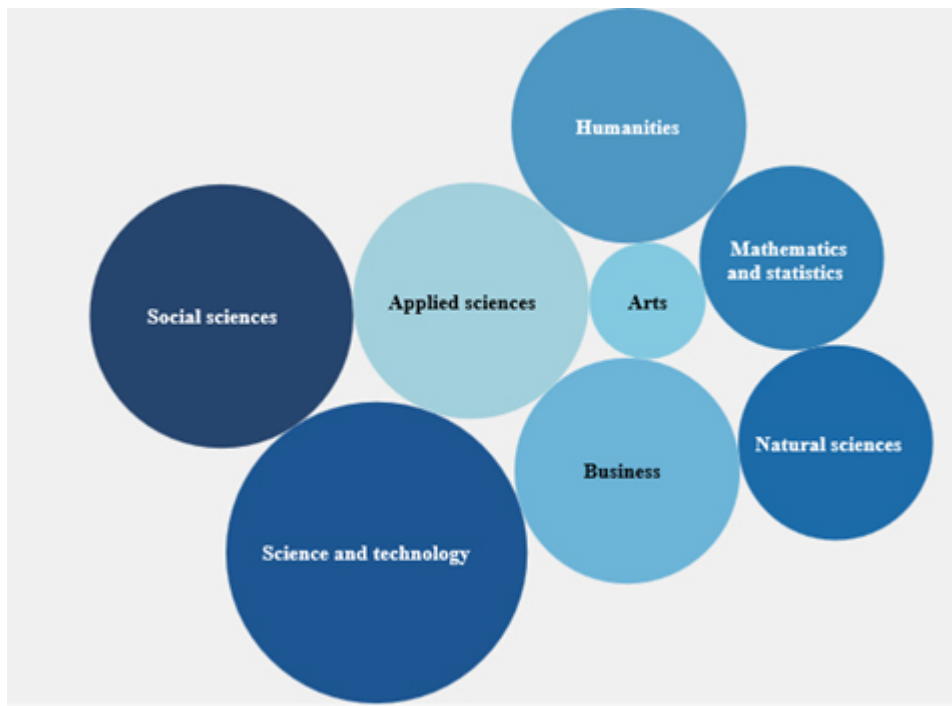 Humanities
Mathematics
and statistics
Social sciences
Applied sciences
Arts
Natural sciences
Business
Science and technology